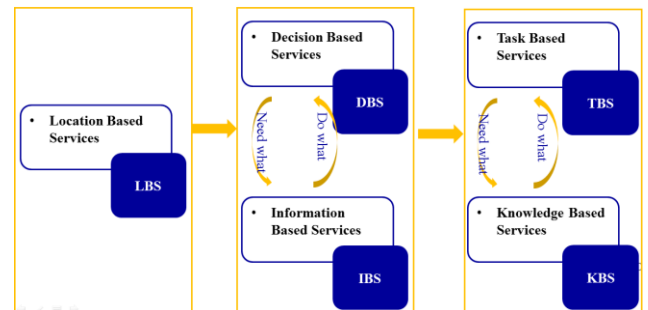 • Location Based
Services
LBS
• Decision Based
Services
DBS
Need what
Do what
• Information
Based Services
IBS
• Task Based
Services
TBS
Need what
Do what
• Knowledge Based
Services
KBS